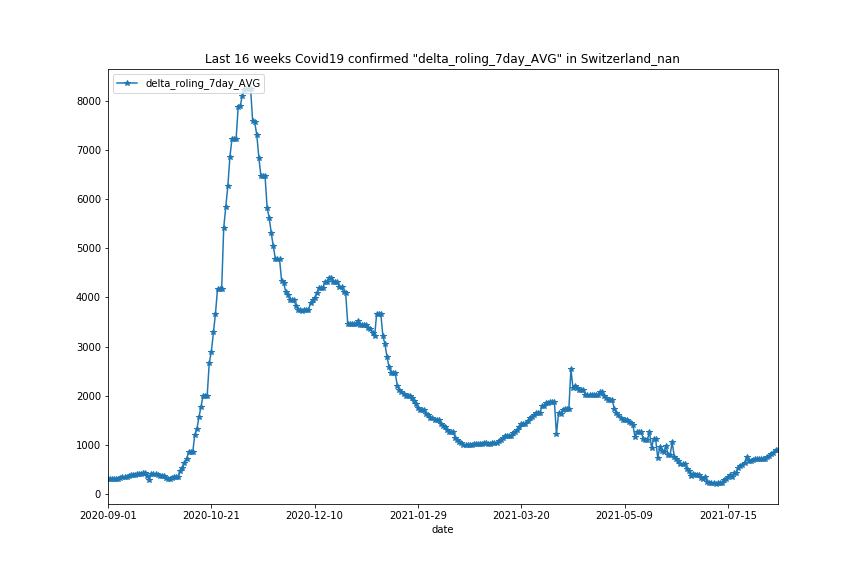 Last 16 weeks Covid19 confirmed "delta_roling_7day_AVG" in Switzerland_nan
delta_roling_7day_AVG
8000
7000
6000
5000
4000
3000
2000
1000
0
2020-09-01 2020-10-21 2020-12-10 2021-01-29 2021-03-20 2021-05-09 2021-07-15
date